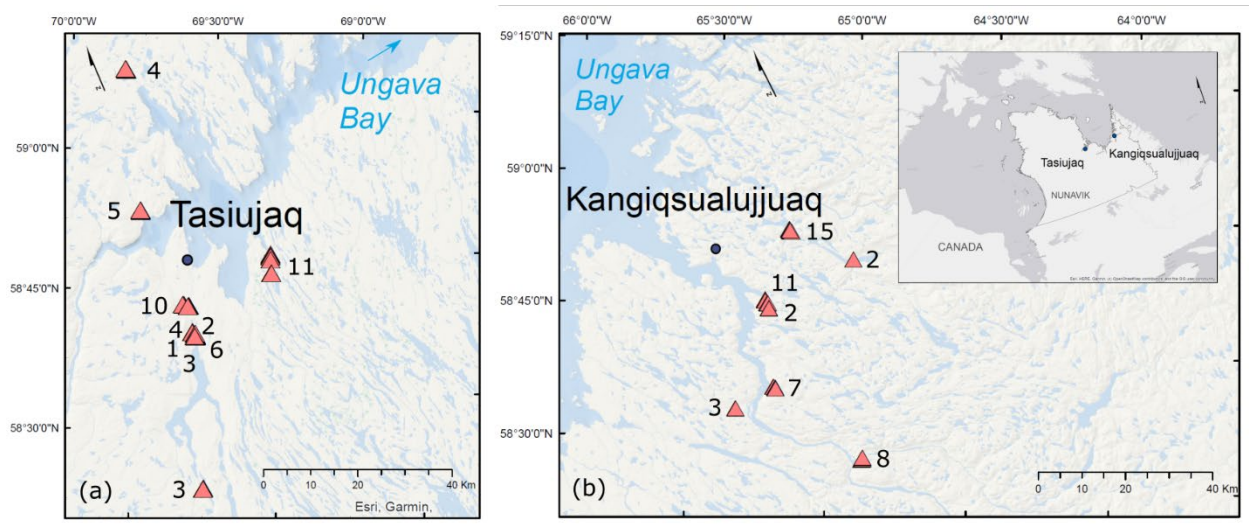 70°0'0"W 69°30'0"W 69°0'0"W
4
Ungava
Bay
59°0'0"N
5
Tasiujaq
11
58°45'0"N
10
4 2
1 6
3
58°30'0"N
3
0 10 20 40 Km
(a)
Esri, Garmin,
66°0'0"W 65°30'0"W 65°0'0"W 64°30'0"W 64°0'0"W
59°15'0"N
Ungava
Bay
59°0'0"N
Kangiqsualujjuaq
15
2
11
58°45'0"N
2
7
3
58°30'0"N
8
0 10 20 40 Km
(b)
Kangiqsualujjuaq
Tasiujaq
NUNAVIK
CANADA